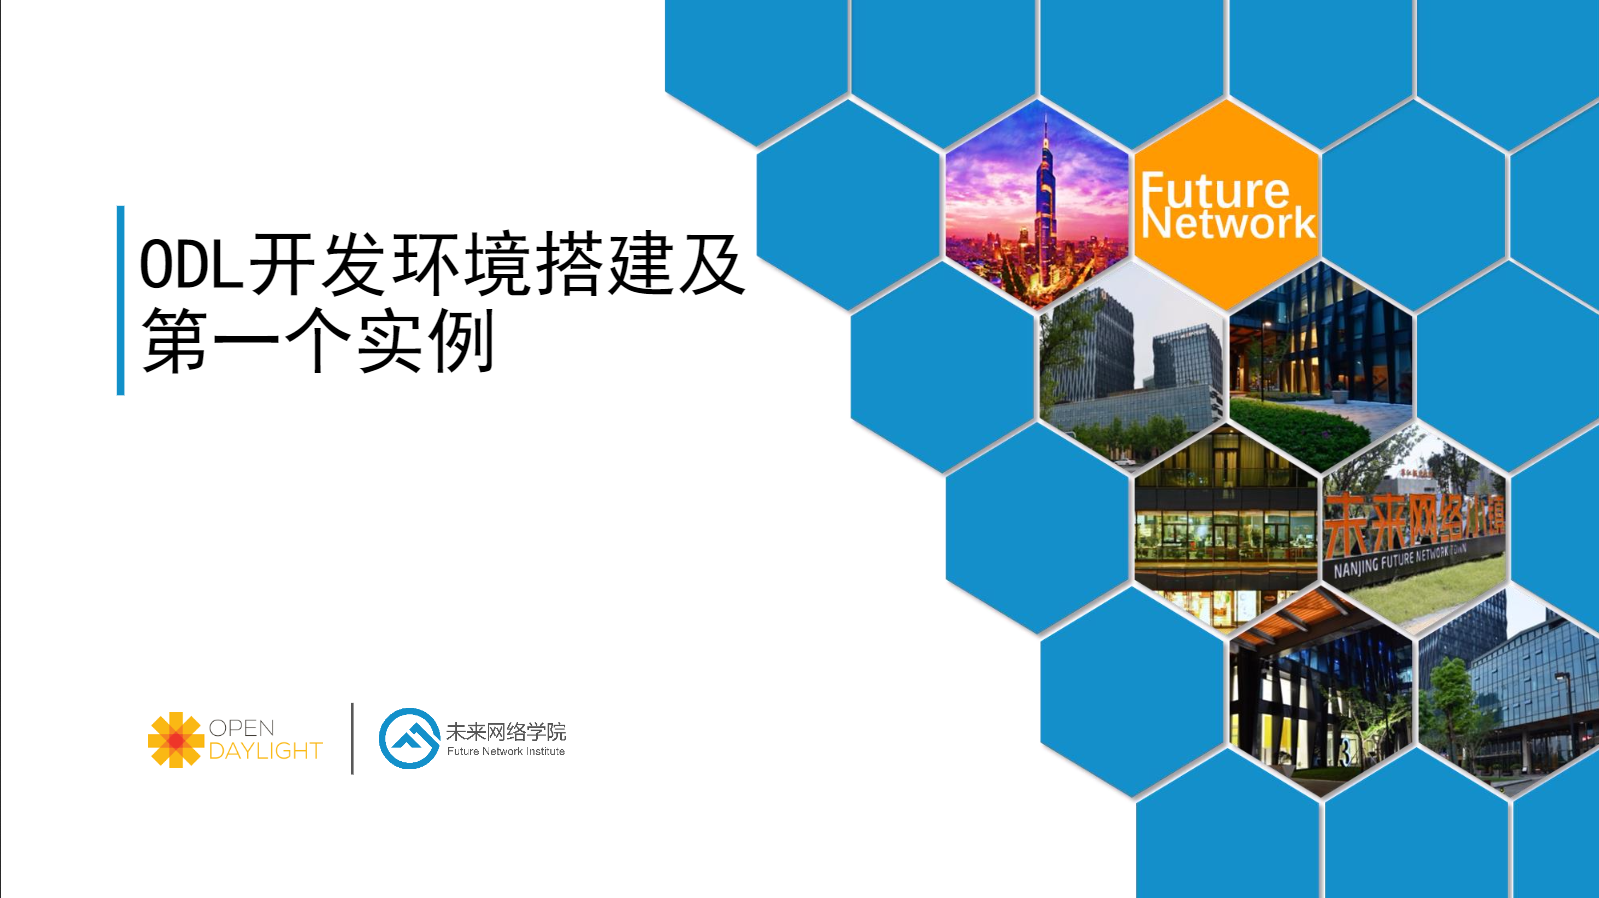 ODL开发环境搭建及
第一个实例
Future
Network
未来网络小镇
NANJING FUTURE NETWORK TOWN
OPEN
DAYLIGHT
未来网络学院
Future Network Institute